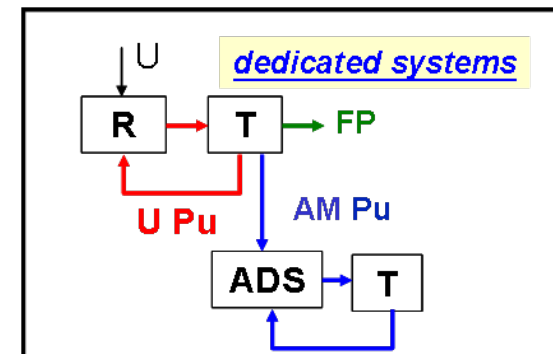 U
dedicated systems
R
T
FP
U Pu
AM Pu
ADS
T